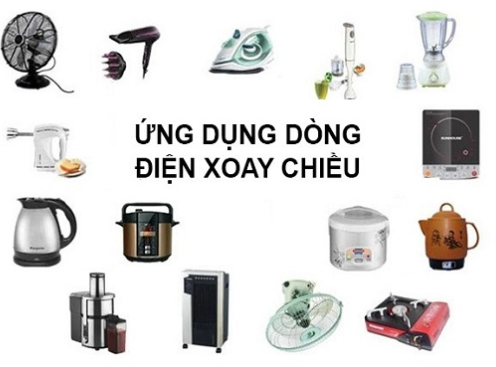 ỨNG DỤNG DÒNG
ĐIỆN XOAY CHIỀU